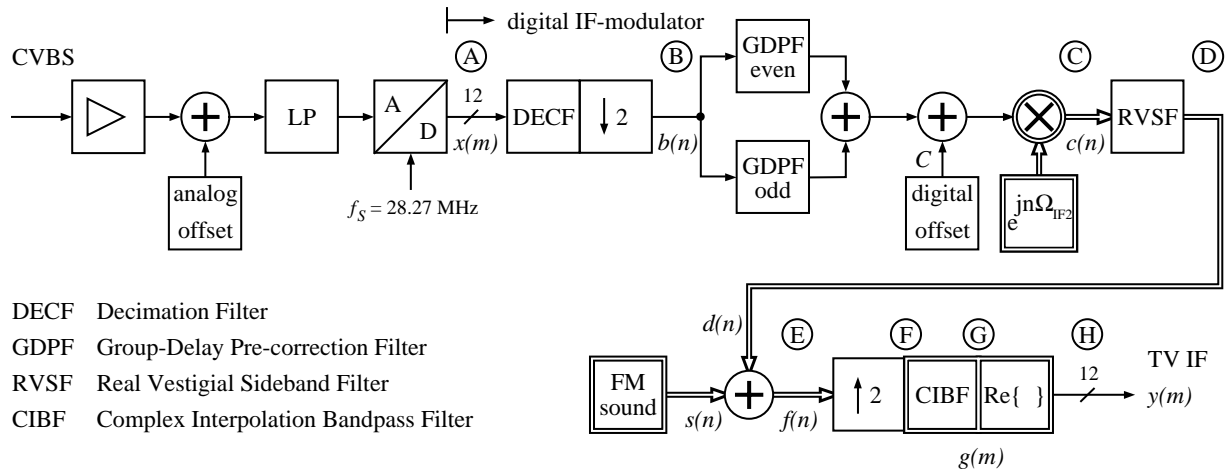 digital IF-modulator
CVBS
A
B
C
D
LP
A
D
12
x(m)
DECF
↓ 2
b(n)
GDPF
even
GDPF
odd
C
c(n)
RVSF
analog
offset
f_S = 28.27 MHz
digital
offset
e^jnΩ_IF2
DECF Decimation Filter
GDPF Group-Delay Pre-correction Filter
RVSF Real Vestigial Sideband Filter
CIBF Complex Interpolation Bandpass Filter
d(n)
E
F
G
H
FM
sound
s(n)
f(n)
↑ 2
CIBF
Re{ }
12
TV IF
y(m)
g(m)